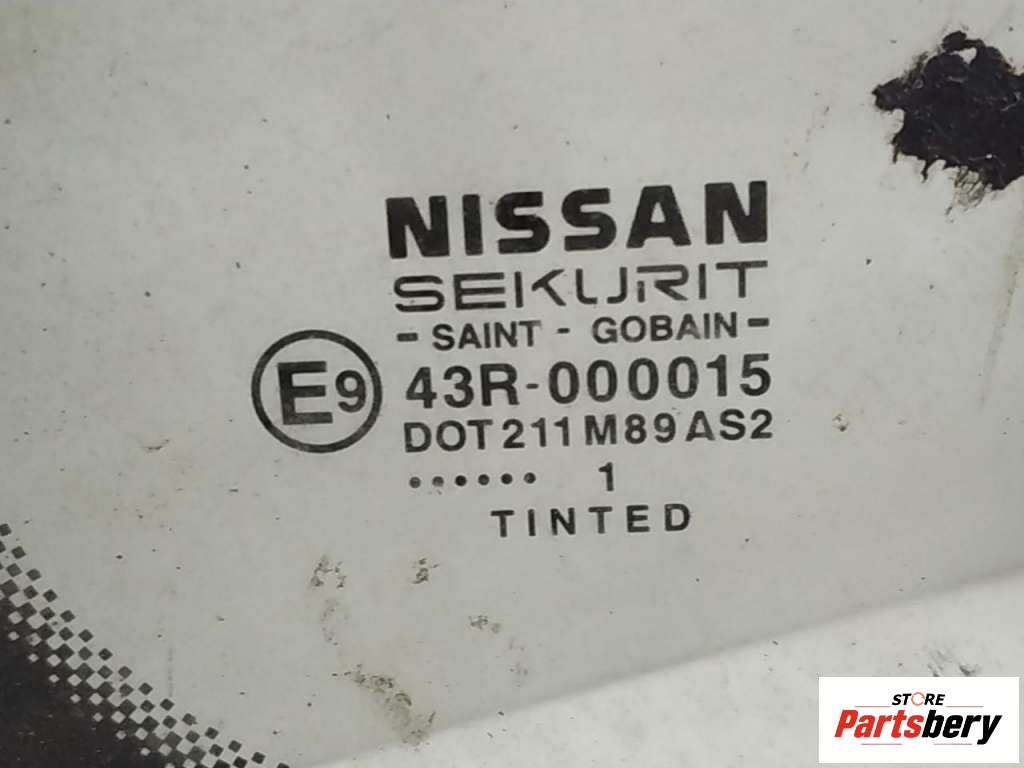 NISSAN
SEKURIT
- SAINT - GOBAIN -
E9 43R-000015
DOT 211 M89 AS2
...... 1
TINTED
STORE
Partsbery